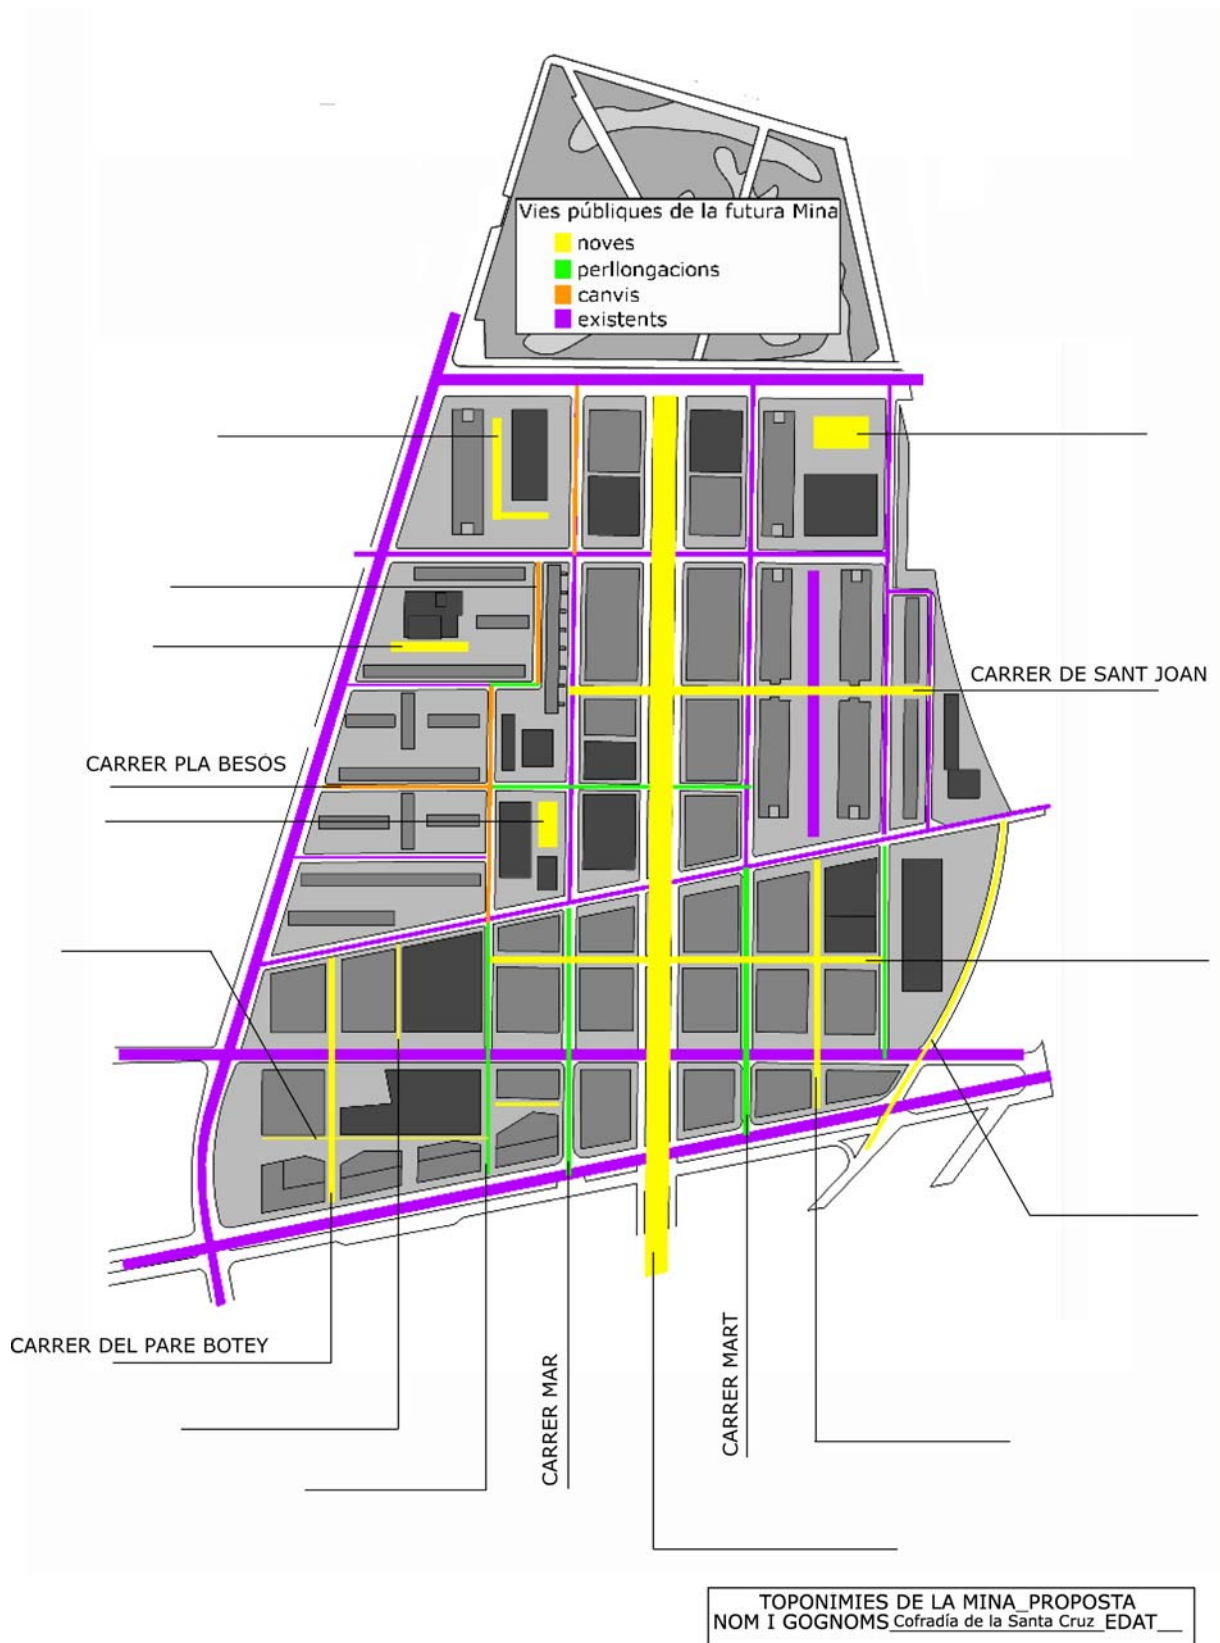 Vies públiques de la futura Mina
noves
perllongacions
canvis
existents
CARRER DE SANT JOAN
CARRER PLA BESÒS
CARRER DEL PARE BOTEY
CARRER MAR
CARRER MART
TOPONIMIES DE LA MINA_PROPOSTA
NOM I GOGNOMS Cofradía de la Santa Cruz EDAT__